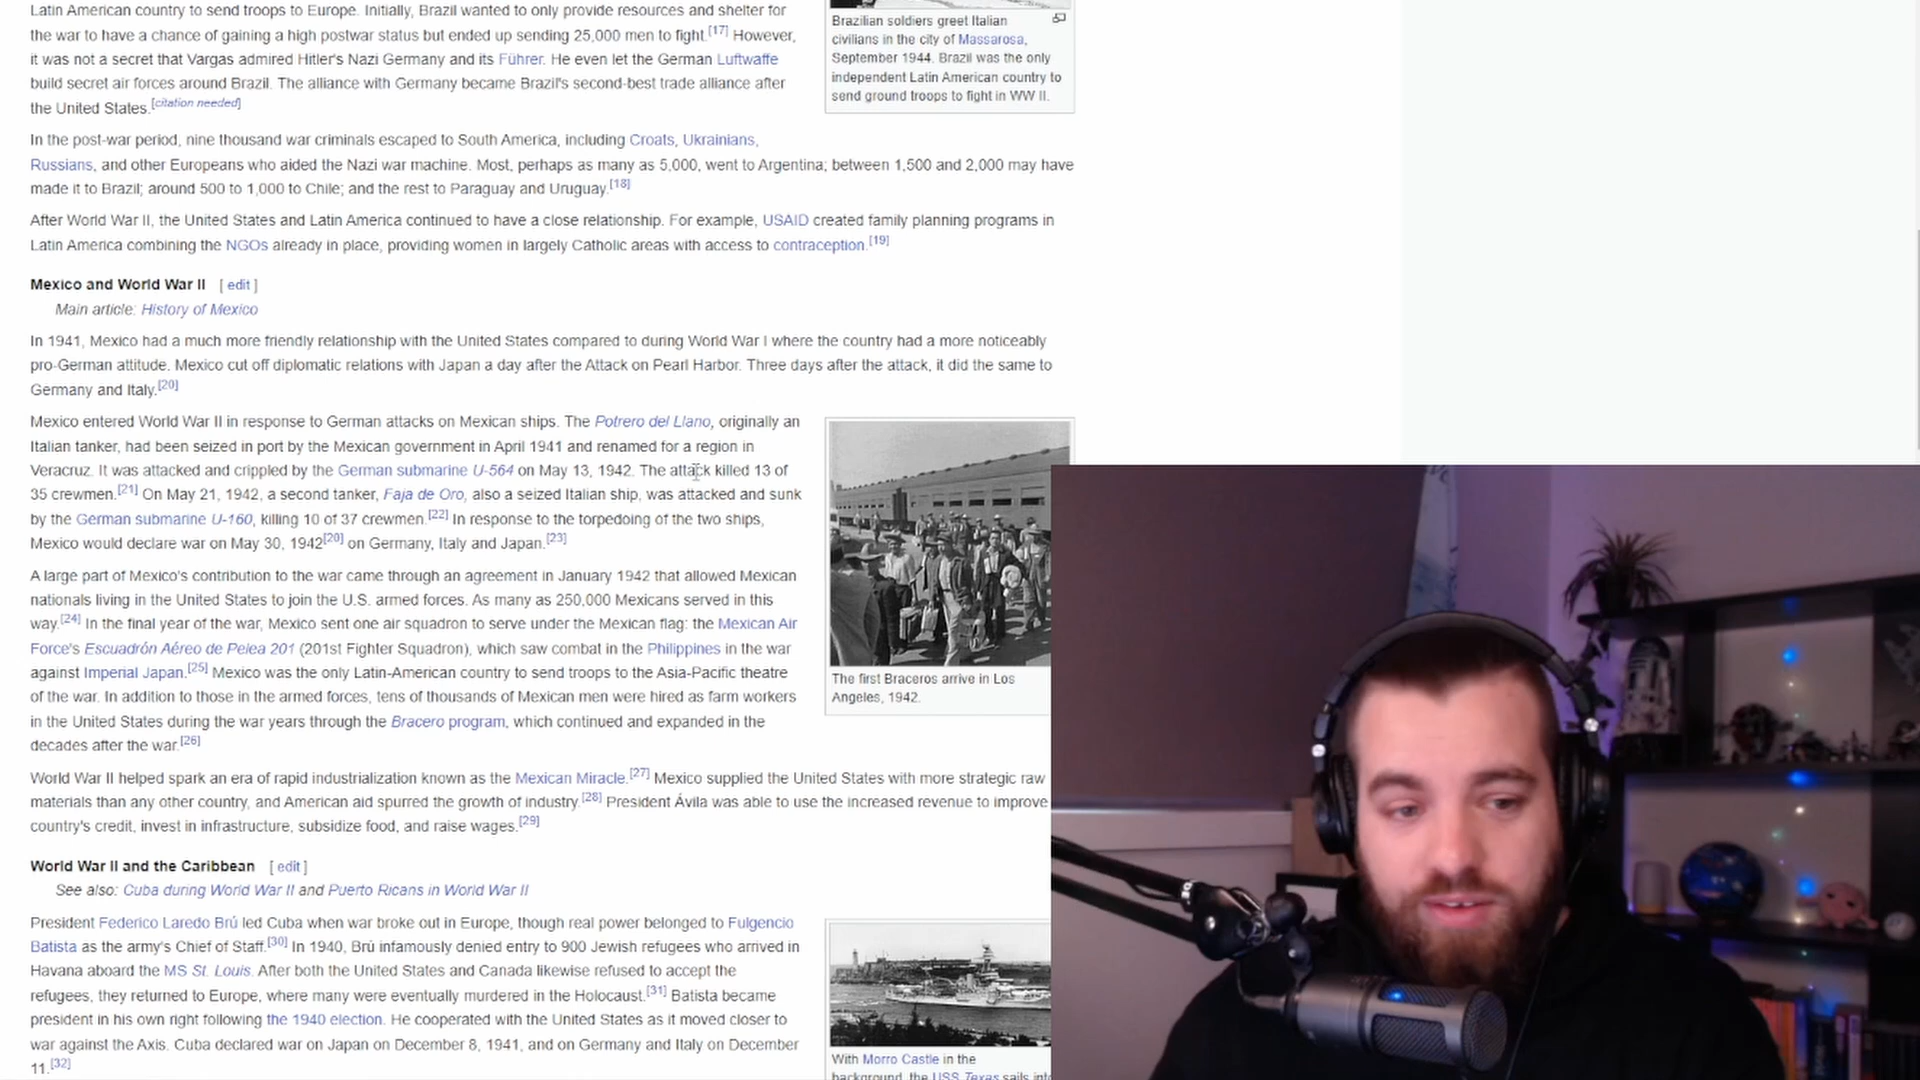 Latin American country to send troops to Europe. Initially, Brazil wanted to only provide resources and shelter for
the war to have a chance of gaining a high postwar status but ended up sending 25,000 men to fight.[17] However,
it was not a secret that Vargas admired Hitler's Nazi Germany and its Führer. He even let the German Luftwaffe
build secret air forces around Brazil. The alliance with Germany became Brazil's second-best trade alliance after
the United States.[citation needed]
Brazilian soldiers greet Italian
civilians in the city of Massarosa,
September 1944. Brazil was the only
independent Latin American country to
send ground troops to fight in WW II.
In the post-war period, nine thousand war criminals escaped to South America, including Croats, Ukrainians,
Russians, and other Europeans who aided the Nazi war machine. Most, perhaps as many as 5,000, went to Argentina; between 1,500 and 2,000 may have
made it to Brazil; around 500 to 1,000 to Chile; and the rest to Paraguay and Uruguay.[18]
After World War II, the United States and Latin America continued to have a close relationship. For example, USAID created family planning programs in
Latin America combining the NGOs already in place, providing women in largely Catholic areas with access to contraception.[19]
Mexico and World War II [ edit ]
Main article: History of Mexico
In 1941, Mexico had a much more friendly relationship with the United States compared to during World War I where the country had a more noticeably
pro-German attitude. Mexico cut off diplomatic relations with Japan a day after the Attack on Pearl Harbor. Three days after the attack, it did the same to
Germany and Italy.[20]
Mexico entered World War II in response to German attacks on Mexican ships. The Potrero del Llano, originally an
Italian tanker, had been seized in port by the Mexican government in April 1941 and renamed for a region in
Veracruz. It was attacked and crippled by the German submarine U-564 on May 13, 1942. The attack killed 13 of
35 crewmen.[21] On May 21, 1942, a second tanker, Faja de Oro, also a seized Italian ship, was attacked and sunk
by the German submarine U-160, killing 10 of 37 crewmen.[22] In response to the torpedoing of the two ships,
Mexico would declare war on May 30, 1942[20] on Germany, Italy and Japan.[23]
A large part of Mexico's contribution to the war came through an agreement in January 1942 that allowed Mexican
nationals living in the United States to join the U.S. armed forces. As many as 250,000 Mexicans served in this
way.[24] In the final year of the war, Mexico sent one air squadron to serve under the Mexican flag: the Mexican Air
Force's Escuadrón Aéreo de Pelea 201 (201st Fighter Squadron), which saw combat in the Philippines in the war
against Imperial Japan.[25] Mexico was the only Latin-American country to send troops to the Asia-Pacific theatre
of the war. In addition to those in the armed forces, tens of thousands of Mexican men were hired as farm workers
in the United States during the war years through the Bracero program, which continued and expanded in the
decades after the war.[26]
The first Braceros arrive in Los
Angeles, 1942.
World War II helped spark an era of rapid industrialization known as the Mexican Miracle.[27] Mexico supplied the United States with more strategic raw
materials than any other country, and American aid spurred the growth of industry.[28] President Ávila was able to use the increased revenue to improve
country's credit, invest in infrastructure, subsidize food, and raise wages.[29]
World War II and the Caribbean [ edit ]
See also: Cuba during World War II and Puerto Ricans in World War II
President Federico Laredo Brú led Cuba when war broke out in Europe, though real power belonged to Fulgencio
Batista as the army's Chief of Staff.[30] In 1940, Brú infamously denied entry to 900 Jewish refugees who arrived in
Havana aboard the MS St. Louis. After both the United States and Canada likewise refused to accept the
refugees, they returned to Europe, where many were eventually murdered in the Holocaust.[31] Batista became
president in his own right following the 1940 election. He cooperated with the United States as it moved closer to
war against the Axis. Cuba declared war on Japan on December 8, 1941, and on Germany and Italy on December
11.[32]
With Morro Castle in the
background, the USS Texas sails into